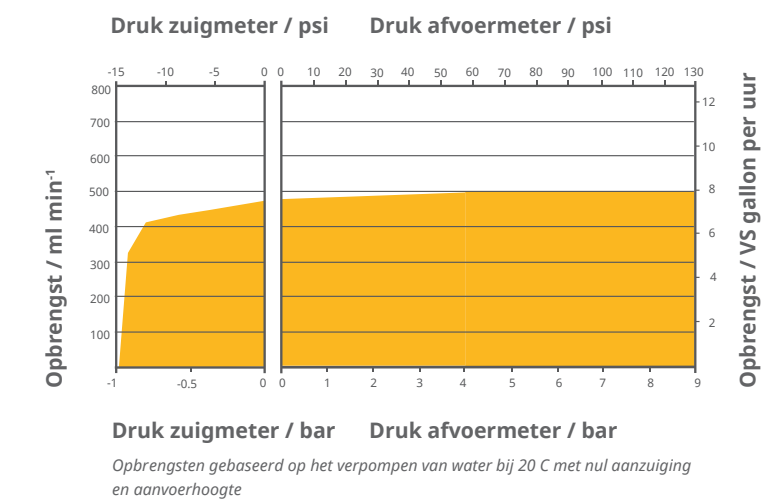 Druk zuigmeter / psi Druk afvoermeter / psi
-15 -10 -5 0 0 10 20 30 40 50 60 70 80 90 100 110 120 130
800
700
600
500
400
300
200
100
Opbrengst / ml min⁻¹
12
10
8
6
4
2
Opbrengst / VS gallon per uur
-1 -0.5 0 0 1 2 3 4 5 6 7 8 9
Druk zuigmeter / bar Druk afvoermeter / bar
Opbrengsten gebaseerd op het verpompen van water bij 20 C met nul aanzuiging
en aanvoerhoogte